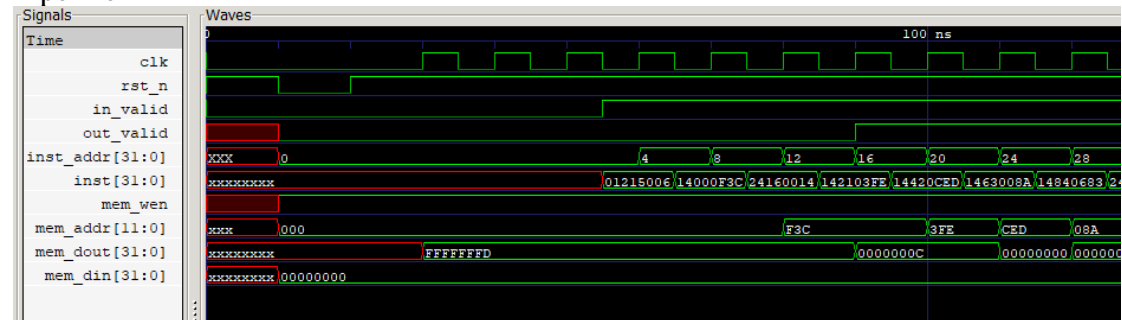 Signals Waves
Time 0 100 ns
clk
rst_n
in_valid
out_valid
inst_addr[31:0] xxx 0 4 8 12 16 20 24 28
inst[31:0] xxxxxxxx 01215006 14000F3C 24160014 142103FE 14420CED 1463008A 14840683 24
mem_wen
mem_addr[11:0] xxx 000 F3C 3FE CED 08A
mem_dout[31:0] xxxxxxxx FFFFFFFD 0000000C 00000000 000000
mem_din[31:0] xxxxxxxx 00000000